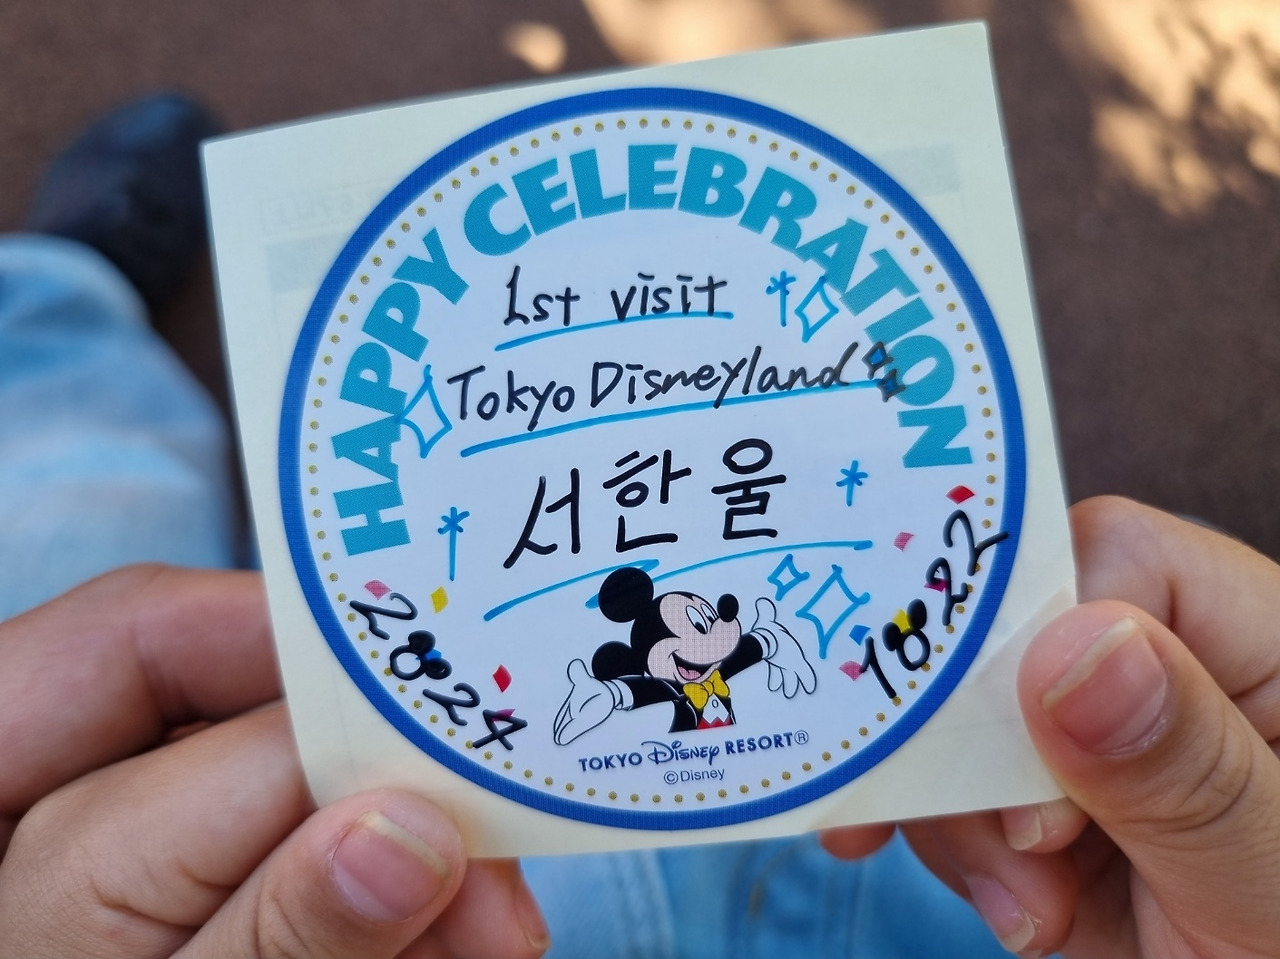 HAPPY CELEBRATION
1st visit
Tokyo Disneyland
서한울
2024
10.22
TOKYO Disney RESORT®
©Disney